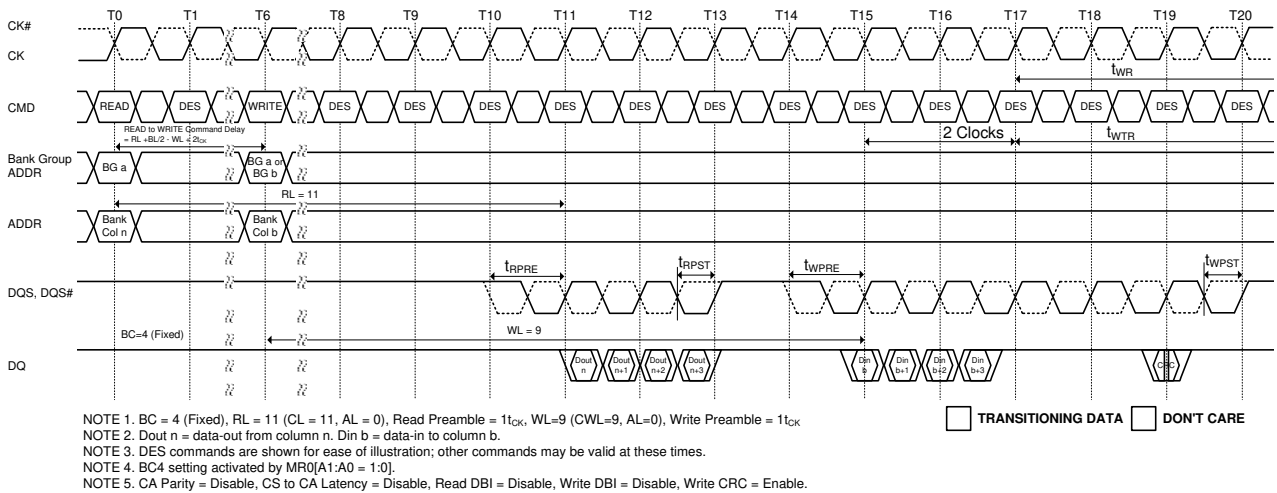 T0 T1 T6 T8 T9 T10 T11 T12 T13 T14 T15 T16 T17 T18 T19 T20
CK#
CK
tWR
CMD READ DES WRITE DES DES DES DES DES DES DES DES DES DES DES DES DES
READ to WRITE Command Delay
= RL +BL/2 - WL + 2tCK
2 Clocks tWTR
Bank Group
ADDR
BG a
BG a or
BG b
RL = 11
ADDR
Bank
Col n
Bank
Col b
tRPRE tRPST tWPRE tWPST
DQS, DQS#
BC=4 (Fixed) WL = 9
DQ
Dout
n
Dout
n+1
Dout
n+2
Dout
n+3
Din
b
Din
b+1
Din
b+2
Din
b+3
CRC
TRANSITIONING DATA DON'T CARE
NOTE 1. BC = 4 (Fixed), RL = 11 (CL = 11, AL = 0), Read Preamble = 1tCK, WL=9 (CWL=9, AL=0), Write Preamble = 1tCK
NOTE 2. Dout n = data-out from column n. Din b = data-in to column b.
NOTE 3. DES commands are shown for ease of illustration; other commands may be valid at these times.
NOTE 4. BC4 setting activated by MR0[A1:A0 = 1:0].
NOTE 5. CA Parity = Disable, CS to CA Latency = Disable, Read DBI = Disable, Write DBI = Disable, Write CRC = Enable.